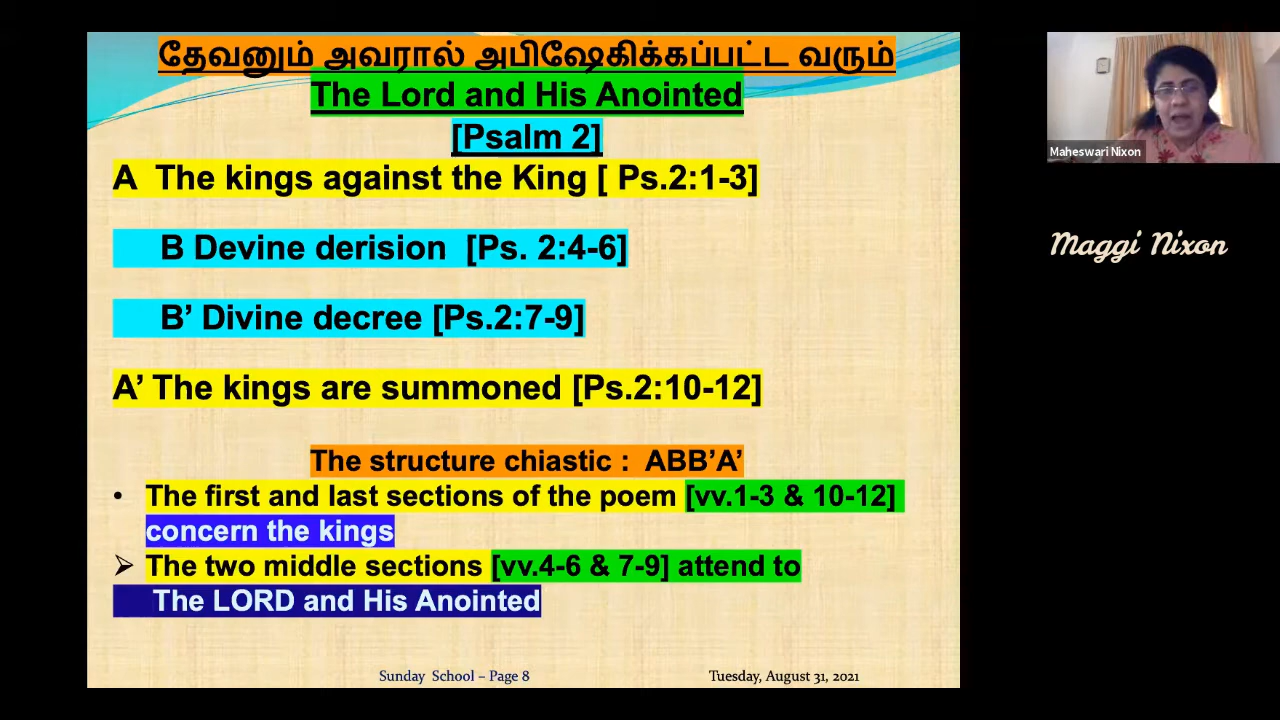 தேவனும் அவரால் அபிஷேகிக்கப்பட்ட வரும்
The Lord and His Anointed
[Psalm 2]
A The kings against the King [ Ps.2:1-3]
B Devine derision [Ps. 2:4-6]
B’ Divine decree [Ps.2:7-9]
A’ The kings are summoned [Ps.2:10-12]
The structure chiastic : ABB’A’
• The first and last sections of the poem [vv.1-3 & 10-12]
concern the kings
➢ The two middle sections [vv.4-6 & 7-9] attend to
The LORD and His Anointed
Sunday School – Page 8
Tuesday, August 31, 2021
Maheswari Nixon
Maggi Nixon